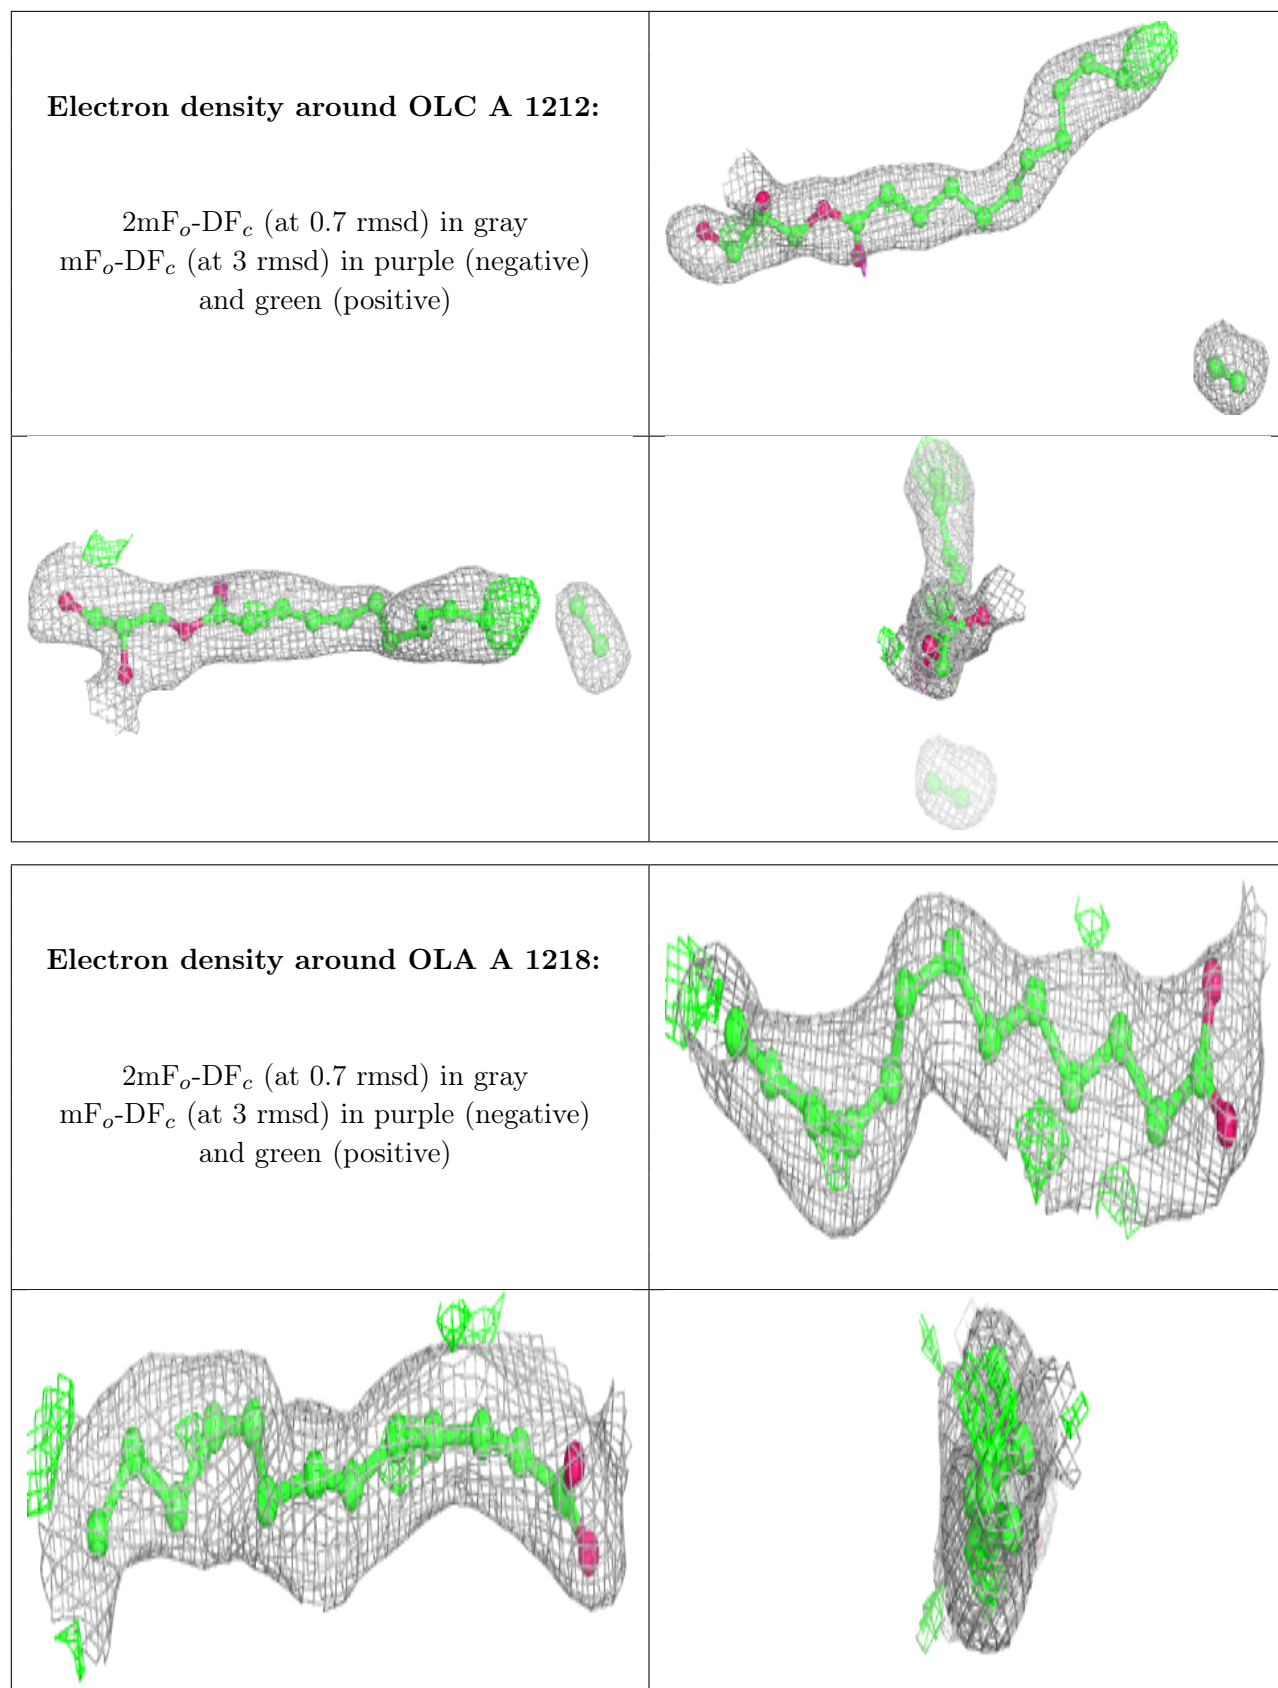 Electron density around OLC A 1212:
2mFo-DFc (at 0.7 rmsd) in gray
mFo-DFc (at 3 rmsd) in purple (negative)
and green (positive)
Electron density around OLA A 1218:
2mFo-DFc (at 0.7 rmsd) in gray
mFo-DFc (at 3 rmsd) in purple (negative)
and green (positive)